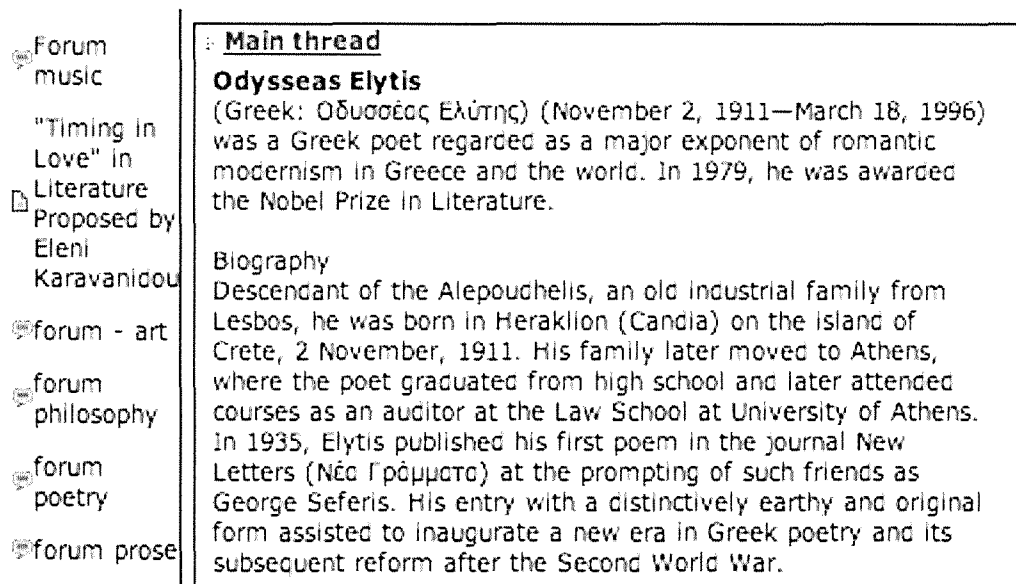 Forum
music
"Timing in
Love" in
Literature
Proposed by
Eleni
Karavanidou
forum - art
forum
philosophy
forum
poetry
forum prose
Main thread
Odysseas Elytis
(Greek: Οδυσσέας Ελύτης) (November 2, 1911—March 18, 1996)
was a Greek poet regarded as a major exponent of romantic
modernism in Greece and the world. In 1979, he was awarded
the Nobel Prize in Literature.
Biography
Descendant of the Alepoudhelis, an old industrial family from
Lesbos, he was born in Heraklion (Candia) on the island of
Crete, 2 November, 1911. His family later moved to Athens,
where the poet graduated from high school and later attended
courses as an auditor at the Law School at University of Athens.
In 1935, Elytis published his first poem in the journal New
Letters (Νέα Γράμματα) at the prompting of such friends as
George Seferis. His entry with a distinctively earthy and original
form assisted to inaugurate a new era in Greek poetry and its
subsequent reform after the Second World War.